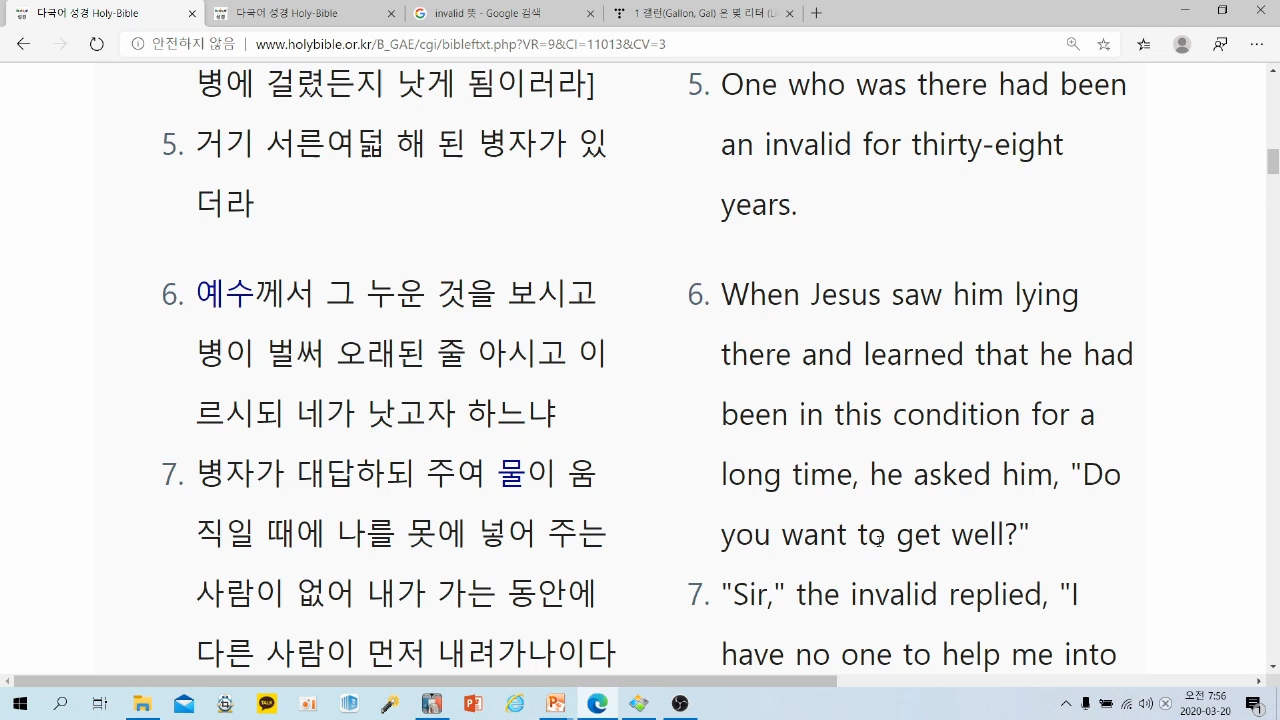 다국어 성경 Holy-Bible
다국어 성경 Holy-Bible
invalid 뜻 - Google 검색
1 갤런(Gallon, Gal) 은 몇 리터 (Li
안전하지 않음
www.holybible.or.kr/B_GAE/cgi/bibleftxt.php?VR=9&CI=11013&CV=3
병에 걸렸든지 낫게 됨이러라]
5. 거기 서른여덟 해 된 병자가 있
더라
6. 예수께서 그 누운 것을 보시고
병이 벌써 오래된 줄 아시고 이
르시되 네가 낫고자 하느냐
7. 병자가 대답하되 주여 물이 움
직일 때에 나를 못에 넣어 주는
사람이 없어 내가 가는 동안에
다른 사람이 먼저 내려가나이다
5. One who was there had been
an invalid for thirty-eight
years.
6. When Jesus saw him lying
there and learned that he had
been in this condition for a
long time, he asked him, "Do
you want to get well?"
7. "Sir," the invalid replied, "I
have no one to help me into
TALK
오전 7:56
2020-03-20
1